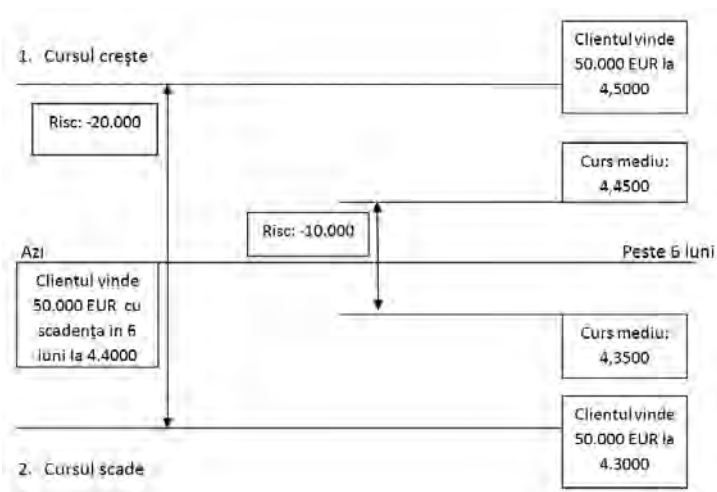 1. Cursul crește
Clientul vinde
50.000 EUR la
4,5000
Risc: -20.000
Curs mediu:
4,4500
Risc: -10.000
Azi
Peste 6 luni
Clientul vinde
50.000 EUR cu
scadența in 6
luni la 4.4000
Curs mediu:
4,3500
Clientul vinde
50.000 EUR la
4.3000
2. Cursul scade